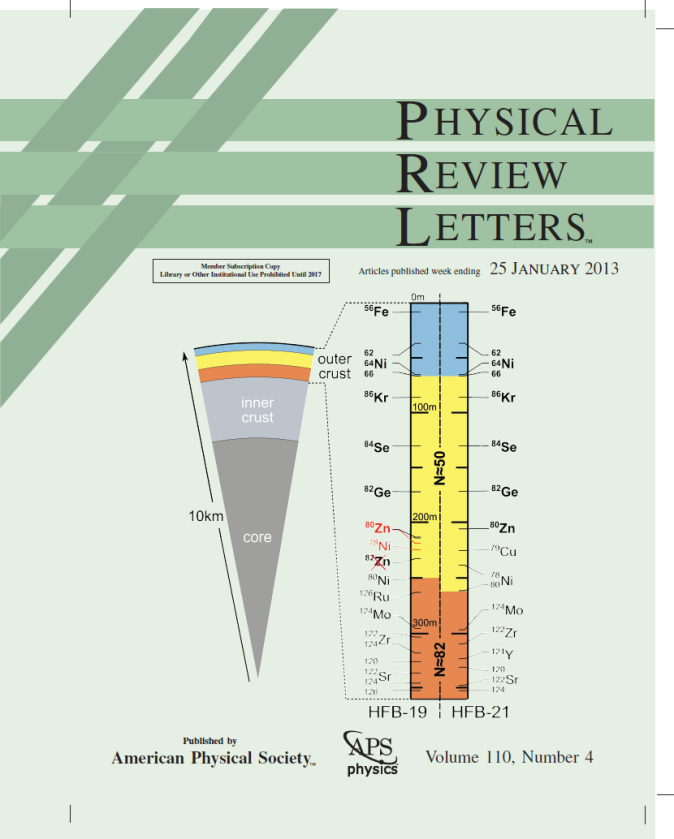 PHYSICAL
REVIEW
LETTERS™
Member Subscription Copy
Library or Other Institutional Use Prohibited Until 2017
Articles published week ending 25 JANUARY 2013
0m
⁵⁶Fe ⁵⁶Fe
outer
crust
62 62
64Ni 64Ni
66 66
⁸⁶Kr ⁸⁶Kr
100m
inner
crust
⁸⁴Se ⁸⁴Se
N≈50
⁸²Ge ⁸²Ge
10km
200m
⁸⁰Zn ⁸⁰Zn
core
⁷⁸Ni ⁷⁹Cu
⁸²Zn
⁸⁰Ni 78
80Ni
¹²⁶Ru
¹²⁴Mo ¹²⁴Mo
300m
122 ¹²²Zr
124Zr
¹²¹Y
N≈82
120 120
122Sr 122Sr
124 124
126
HFB-19 HFB-21
Published by
American Physical Society™
APS
physics
Volume 110, Number 4